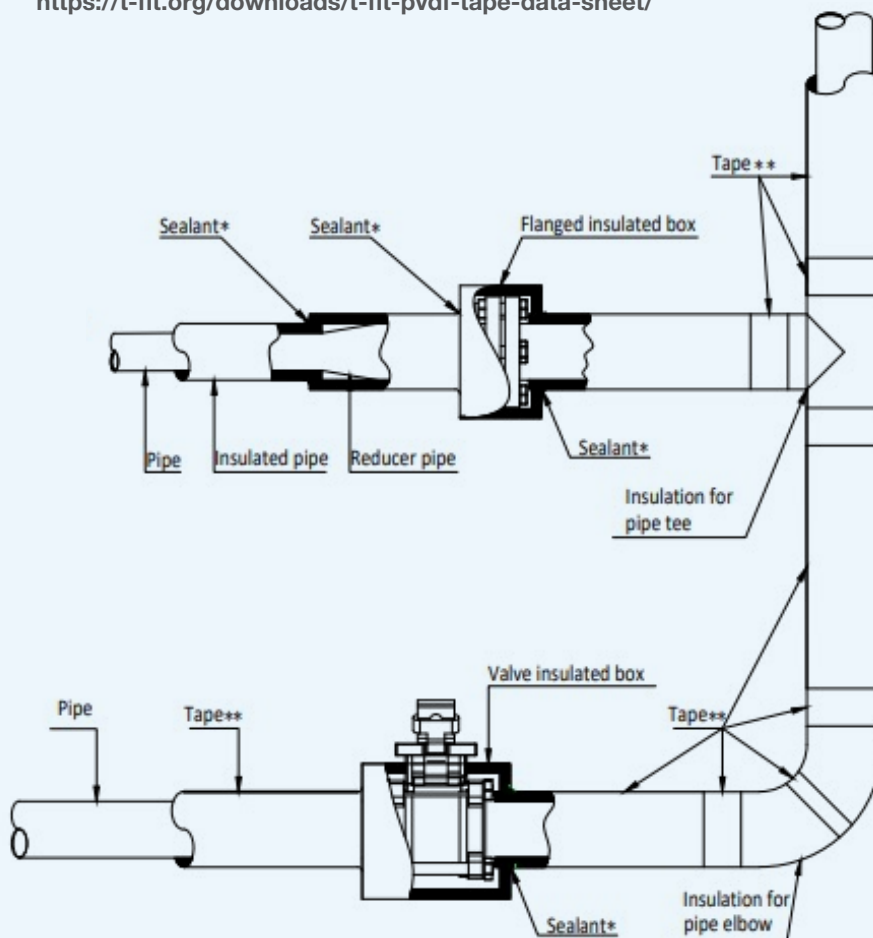 https://t-fit.org/downloads/t-fit-pvdf-tape-data-sheet/
Tape**
Sealant*
Sealant*
Flanged insulated box
Pipe
Insulated pipe
Reducer pipe
Sealant*
Insulation for
pipe tee
Valve insulated box
Pipe
Tape**
Tape**
Sealant*
Insulation for
pipe elbow